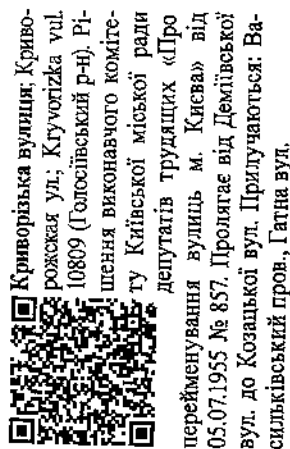 Криворізька вулиця; Криво-
рожская ул.; Kryvorizka vul.
10809 (Голосіївський р-н). Рі-
шення виконавчого коміте-
ту Київської міської ради
депутатів трудящих «Про
перейменування вулиць м. Києва» від
05.07.1955 № 857. Пролягає від Деміївської
вул. до Козацької вул. Прилучаються: Ва-
сильківський пров., Гатна вул.